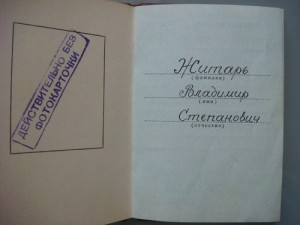 ДЕЙСТВИТЕЛЬНО БЕЗ
ФОТОКАРТОЧКИ
Житарь
(фамилия)
Владимир
(имя)
Степанович
(отчество)